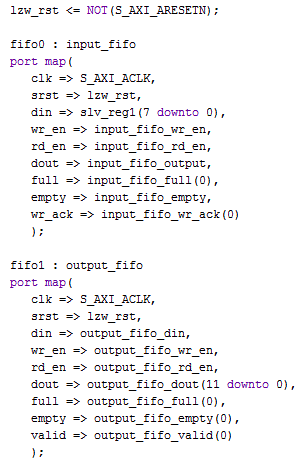 lzw_rst <= NOT(S_AXI_ARESETN);

fifo0 : input_fifo
port map(
    clk => S_AXI_ACLK,
    srst => lzw_rst,
    din => slv_reg1(7 downto 0),
    wr_en => input_fifo_wr_en,
    rd_en => input_fifo_rd_en,
    dout => input_fifo_output,
    full => input_fifo_full(0),
    empty => input_fifo_empty,
    wr_ack => input_fifo_wr_ack(0)
    );

fifo1 : output_fifo
port map(
    clk => S_AXI_ACLK,
    srst => lzw_rst,
    din => output_fifo_din,
    wr_en => output_fifo_wr_en,
    rd_en => output_fifo_rd_en,
    dout => output_fifo_dout(11 downto 0),
    full => output_fifo_full(0),
    empty => output_fifo_empty(0),
    valid => output_fifo_valid(0)
    );